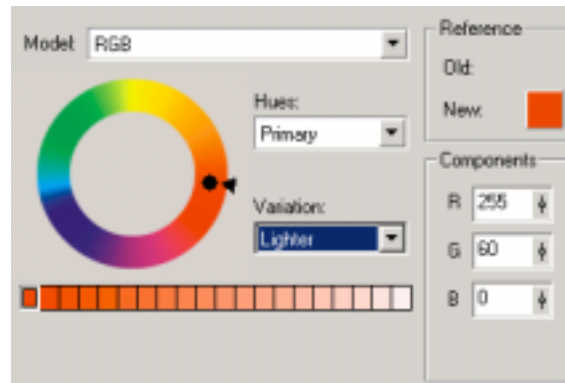 Model: RGB
Hues:
Primary
Variation:
Lighter
Reference
Old:
New:
Components
R 255
G 60
B 0